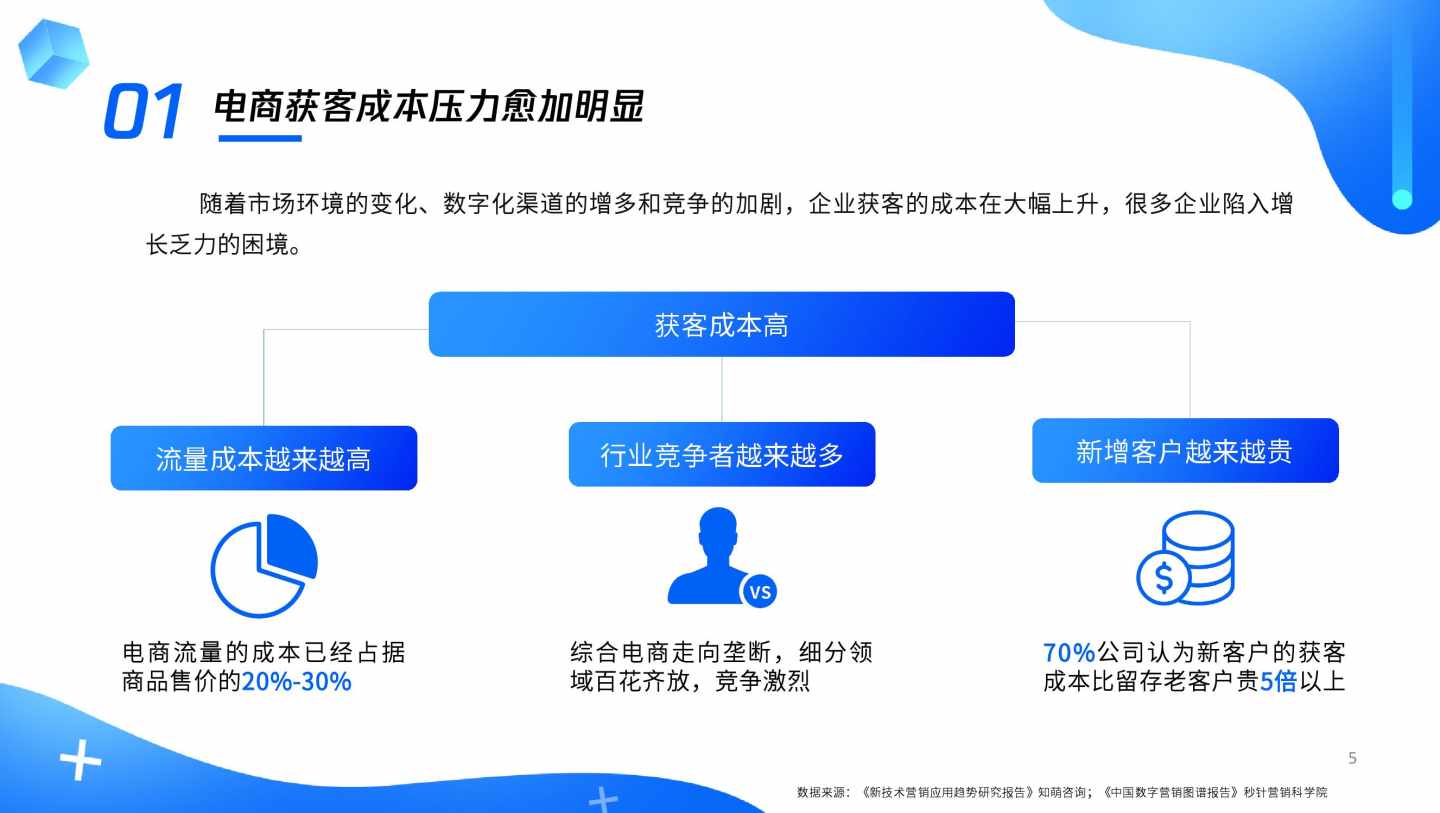 01 电商获客成本压力愈加明显
随着市场环境的变化、数字化渠道的增多和竞争的加剧，企业获客的成本在大幅上升，很多企业陷入增
长乏力的困境。
获客成本高
流量成本越来越高
行业竞争者越来越多
新增客户越来越贵
VS
$
电商流量的成本已经占据
商品售价的20%-30%
综合电商走向垄断，细分领
域百花齐放，竞争激烈
70%公司认为新客户的获客
成本比留存老客户贵5倍以上
5
数据来源：《新技术营销应用趋势研究报告》知萌咨询；《中国数字营销图谱报告》秒针营销科学院